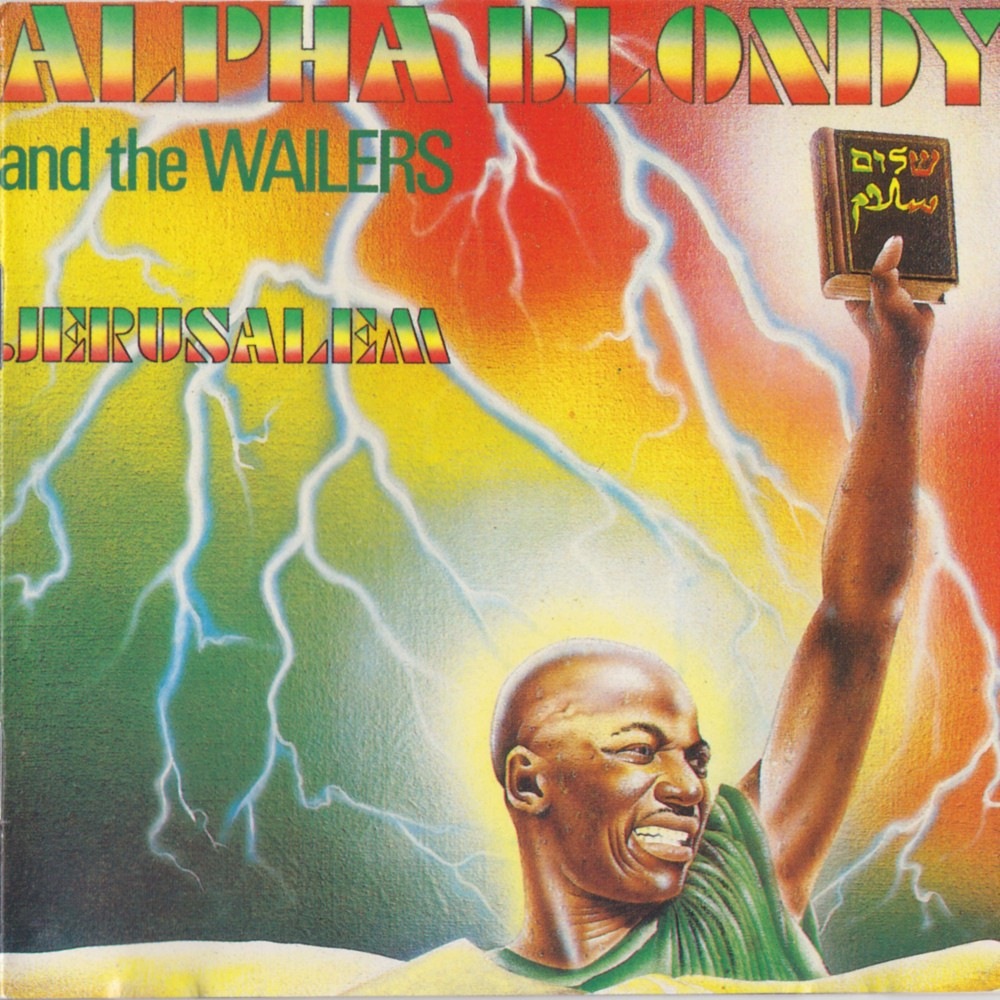 ALPHA BLONDY
and the WAILERS
JERUSALEM
שלום
سلام